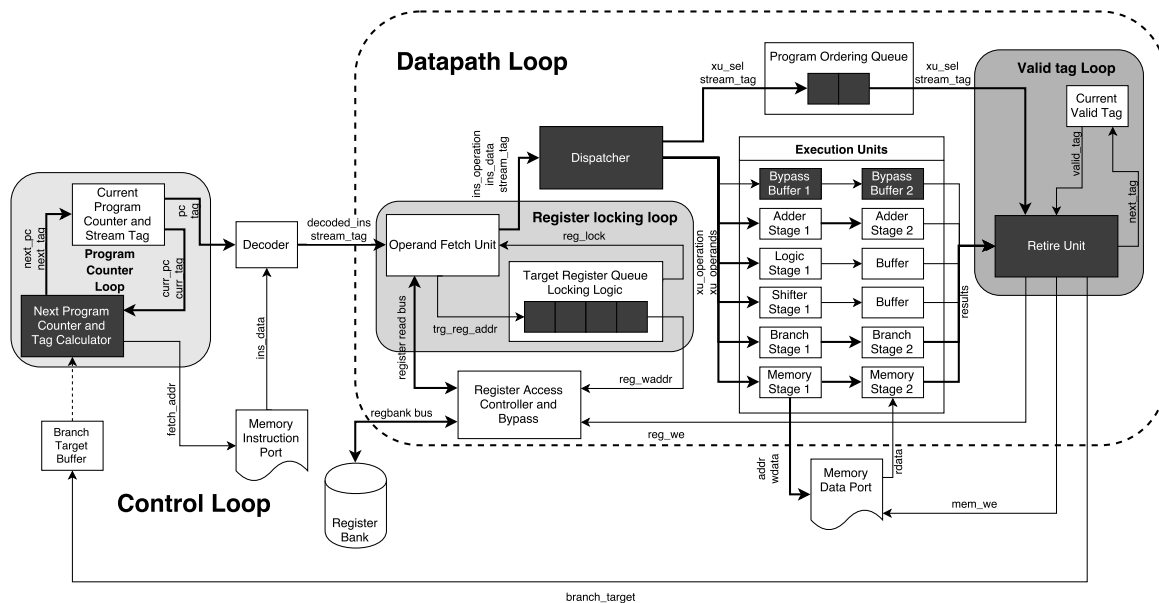 Datapath Loop
Program Ordering Queue
xu_sel
stream_tag
xu_sel
stream_tag
Valid tag Loop
Current
Valid Tag
valid_tag
next_tag
Retire Unit
Dispatcher
ins_operation
ins_data
stream_tag
Execution Units
Bypass
Buffer 1
Bypass
Buffer 2
Adder
Stage 1
Adder
Stage 2
Logic
Stage 1
Buffer
Shifter
Stage 1
Buffer
Branch
Stage 1
Branch
Stage 2
Memory
Stage 1
Memory
Stage 2
xu_operation
xu_operands
results
Current
Program
Counter and
Stream Tag
Program
Counter
Loop
pc
tag
next_pc
next_tag
curr_pc
curr_tag
Next Program
Counter and
Tag Calculator
Decoder
decoded_ins
stream_tag
Register locking loop
Operand Fetch Unit
reg_lock
Target Register Queue
Locking Logic
trg_reg_addr
register read bus
reg_waddr
Register Access
Controller and
Bypass
regbank bus
reg_we
ins_data
fetch_addr
Memory
Instruction
Port
Branch
Target
Buffer
Control Loop
Register
Bank
addr
wdata
rdata
Memory
Data Port
mem_we
branch_target